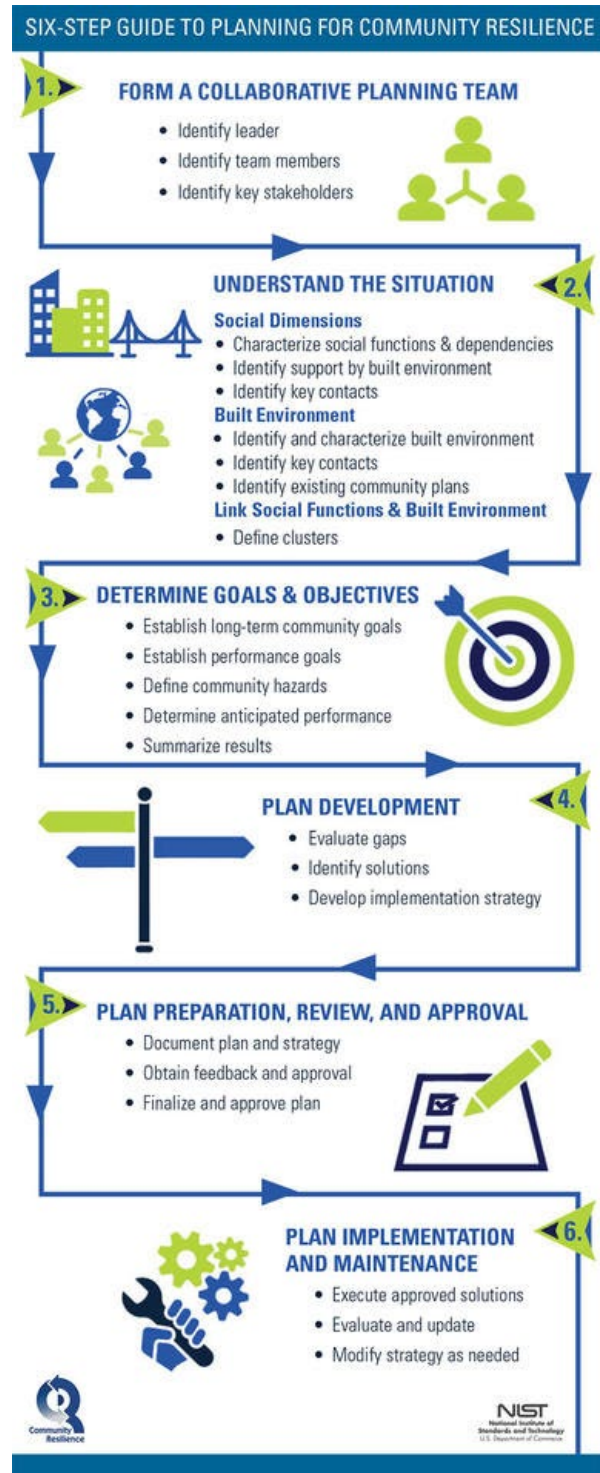 SIX-STEP GUIDE TO PLANNING FOR COMMUNITY RESILIENCE
1.
FORM A COLLABORATIVE PLANNING TEAM
• Identify leader
• Identify team members
• Identify key stakeholders
UNDERSTAND THE SITUATION
2.
Social Dimensions
• Characterize social functions & dependencies
• Identify support by built environment
• Identify key contacts
Built Environment
• Identify and characterize built environment
• Identify key contacts
• Identify existing community plans
Link Social Functions & Built Environment
• Define clusters
3.
DETERMINE GOALS & OBJECTIVES
• Establish long-term community goals
• Establish performance goals
• Define community hazards
• Determine anticipated performance
• Summarize results
PLAN DEVELOPMENT
4.
• Evaluate gaps
• Identify solutions
• Develop implementation strategy
5.
PLAN PREPARATION, REVIEW, AND APPROVAL
• Document plan and strategy
• Obtain feedback and approval
• Finalize and approve plan
PLAN IMPLEMENTATION
AND MAINTENANCE
6.
• Execute approved solutions
• Evaluate and update
• Modify strategy as needed
Community
Resilience
NIST
National Institute of
Standards and Technology
U.S. Department of Commerce